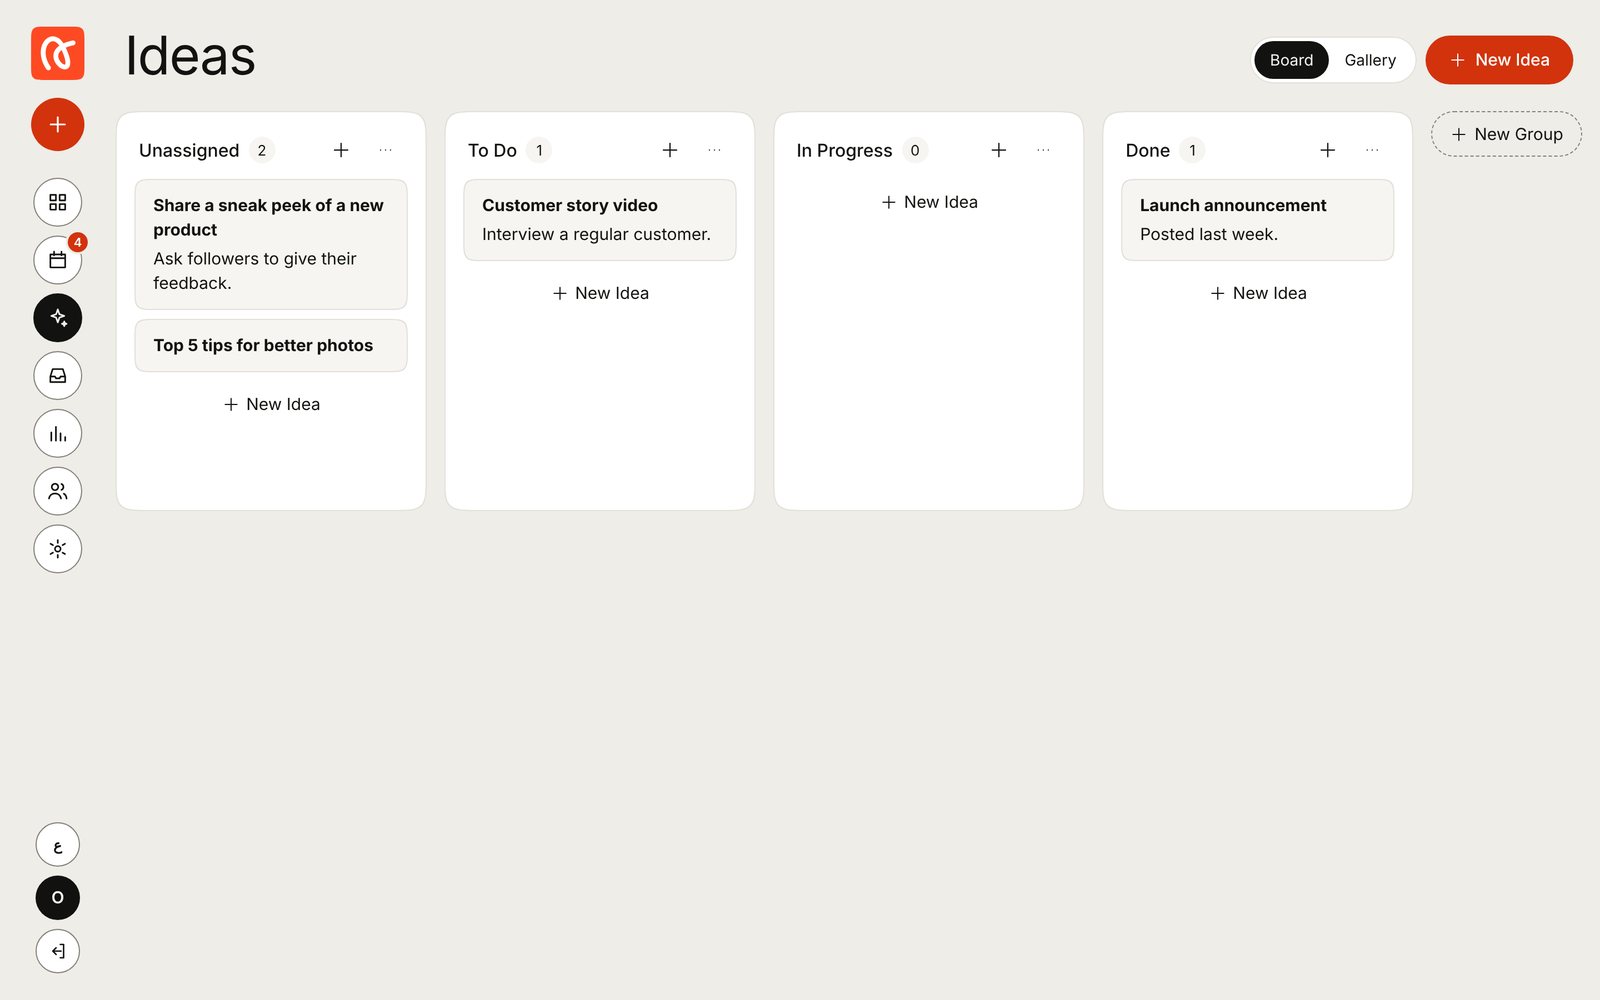 Ideas
Board
Gallery
New Idea
4
Unassigned 2
Share a sneak peek of a new
product
Ask followers to give their
feedback.
Top 5 tips for better photos
New Idea
To Do 1
Customer story video
Interview a regular customer.
New Idea
In Progress 0
New Idea
Done 1
Launch announcement
Posted last week.
New Idea
New Group
ع
O